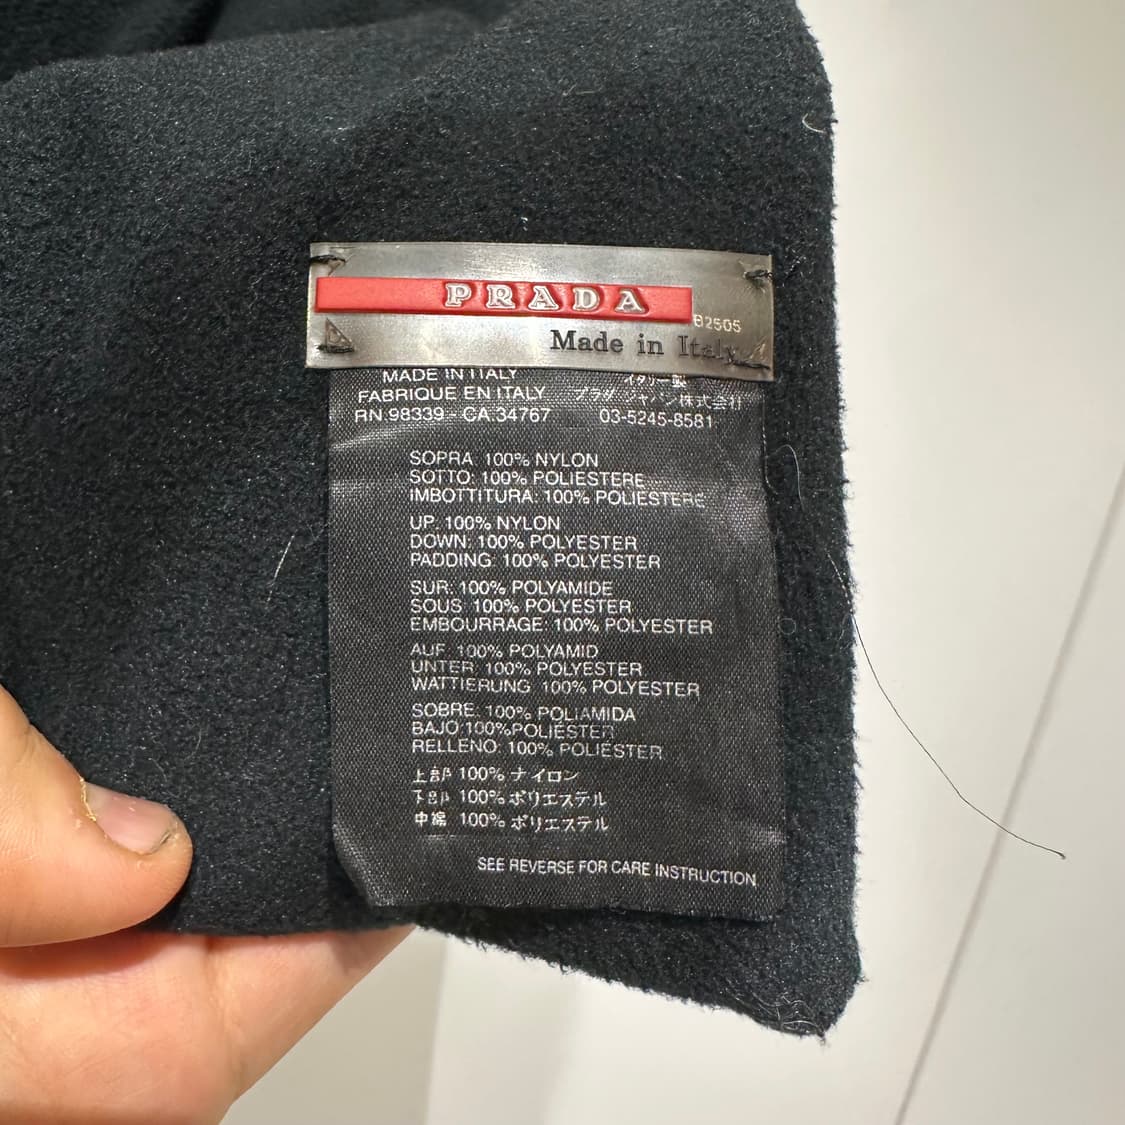 PRADA
B2505
Made in Italy
MADE IN ITALY
FABRIQUE EN ITALY
RN.98339 - CA.34767
イタリー製
プラダ ジャパン株式会社
03-5245-8581
SOPRA 100% NYLON
SOTTO: 100% POLIESTERE
IMBOTTITURA: 100% POLIESTERE
UP: 100% NYLON
DOWN: 100% POLYESTER
PADDING: 100% POLYESTER
SUR: 100% POLYAMIDE
SOUS: 100% POLYESTER
EMBOURRAGE: 100% POLYESTER
AUF: 100% POLYAMID
UNTER 100% POLYESTER
WATTIERUNG 100% POLYESTER
SOBRE: 100% POLIAMIDA
BAJO:100%POLIÉSTER
RELLENO: 100% POLIÉSTER
上部 100% ナイロン
下部 100% ポリエステル
中綿 100% ポリエステル
SEE REVERSE FOR CARE INSTRUCTION